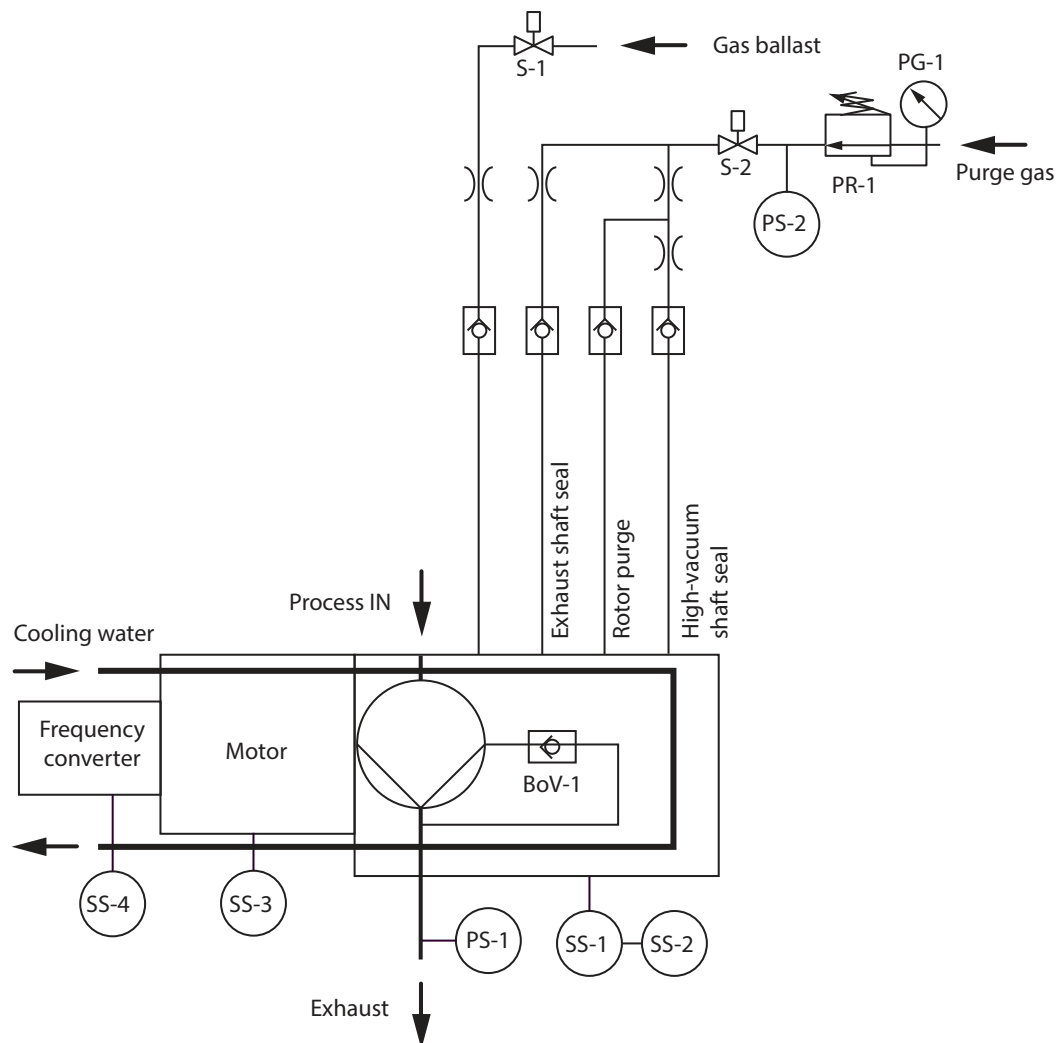 Gas ballast
S-1
PG-1
S-2
PR-1
Purge gas
PS-2
Exhaust shaft seal
Rotor purge
High-vacuum
shaft seal
Process IN
Cooling water
Frequency
converter
Motor
BoV-1
SS-4
SS-3
PS-1
SS-1
SS-2
Exhaust